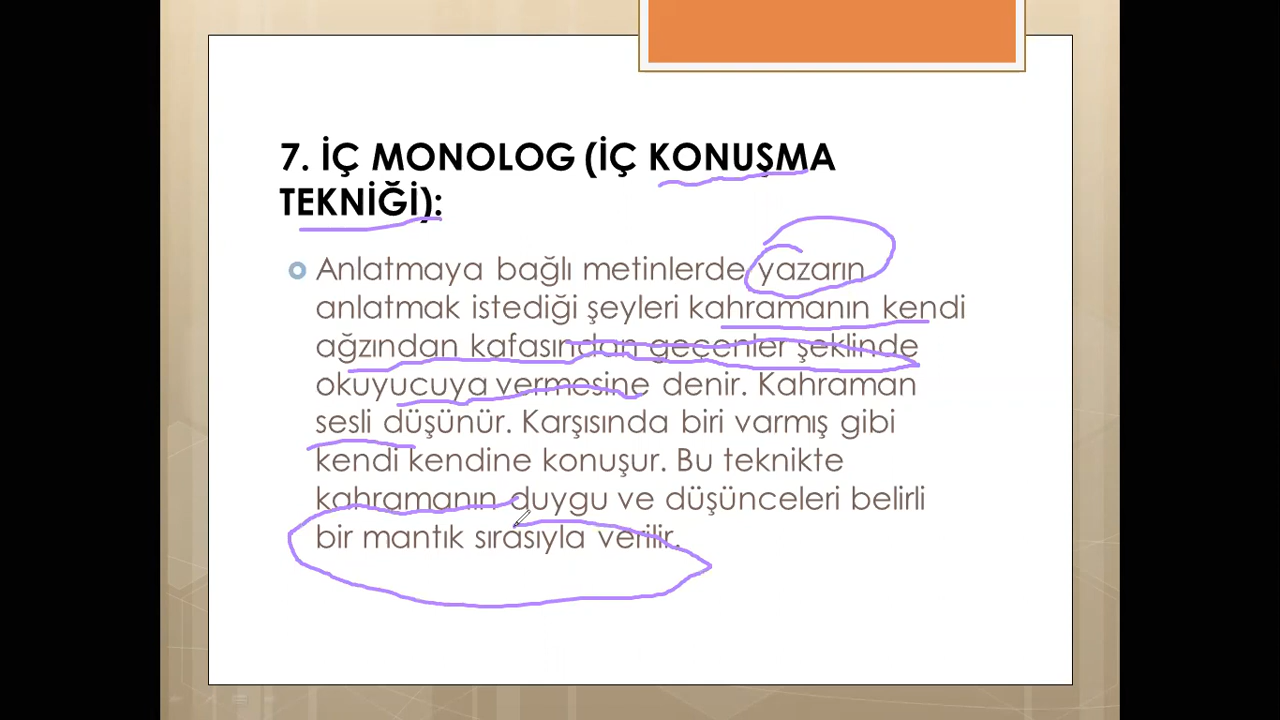 7. İÇ MONOLOG (İÇ KONUŞMA
TEKNİĞİ):
Anlatmaya bağlı metinlerde yazarın
anlatmak istediği şeyleri kahramanın kendi
ağzından kafasından geçenler şeklinde
okuyucuya vermesine denir. Kahraman
sesli düşünür. Karşısında biri varmış gibi
kendi kendine konuşur. Bu teknikte
kahramanın duygu ve düşünceleri belirli
bir mantık sırasıyla verilir.